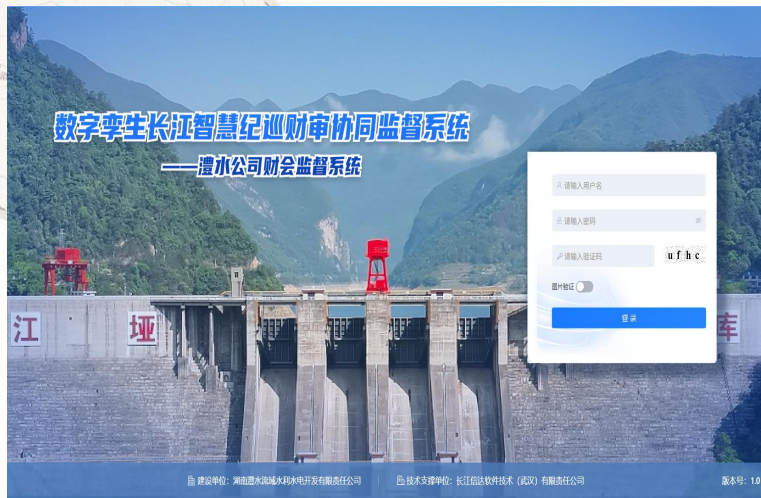 数字孪生长江智慧纪巡财审协同监督系统
——澧水公司财会监督系统
请输入用户名
请输入密码
请输入验证码
ufhc
图片验证
登录
江垭
库
建设单位：湖南澧水流域水利水电开发有限责任公司
技术支撑单位：长江信达软件技术（武汉）有限责任公司
版本号：1.0